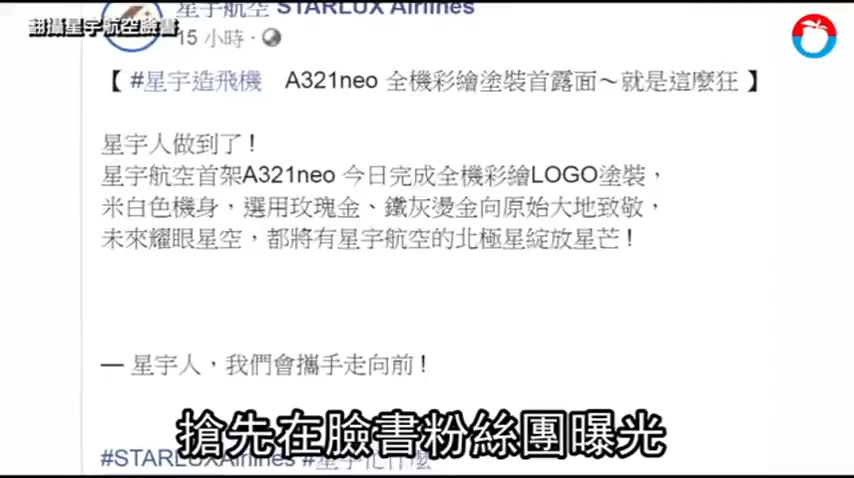 星宇航空 STARLUX Airlines
翻攝星宇航空臉書
15 小時 ·
【 #星宇造飛機 A321neo 全機彩繪塗裝首露面～就是這麼狂 】
星宇人做到了！
星宇航空首架A321neo 今日完成全機彩繪LOGO塗裝，
米白色機身，選用玫瑰金、鐵灰燙金向原始大地致敬，
未來耀眼星空，都將有星宇航空的北極星綻放星芒！
— 星宇人，我們會攜手走向前！
搶先在臉書粉絲團曝光
#STARLUXAirlines #星宇忙什麼